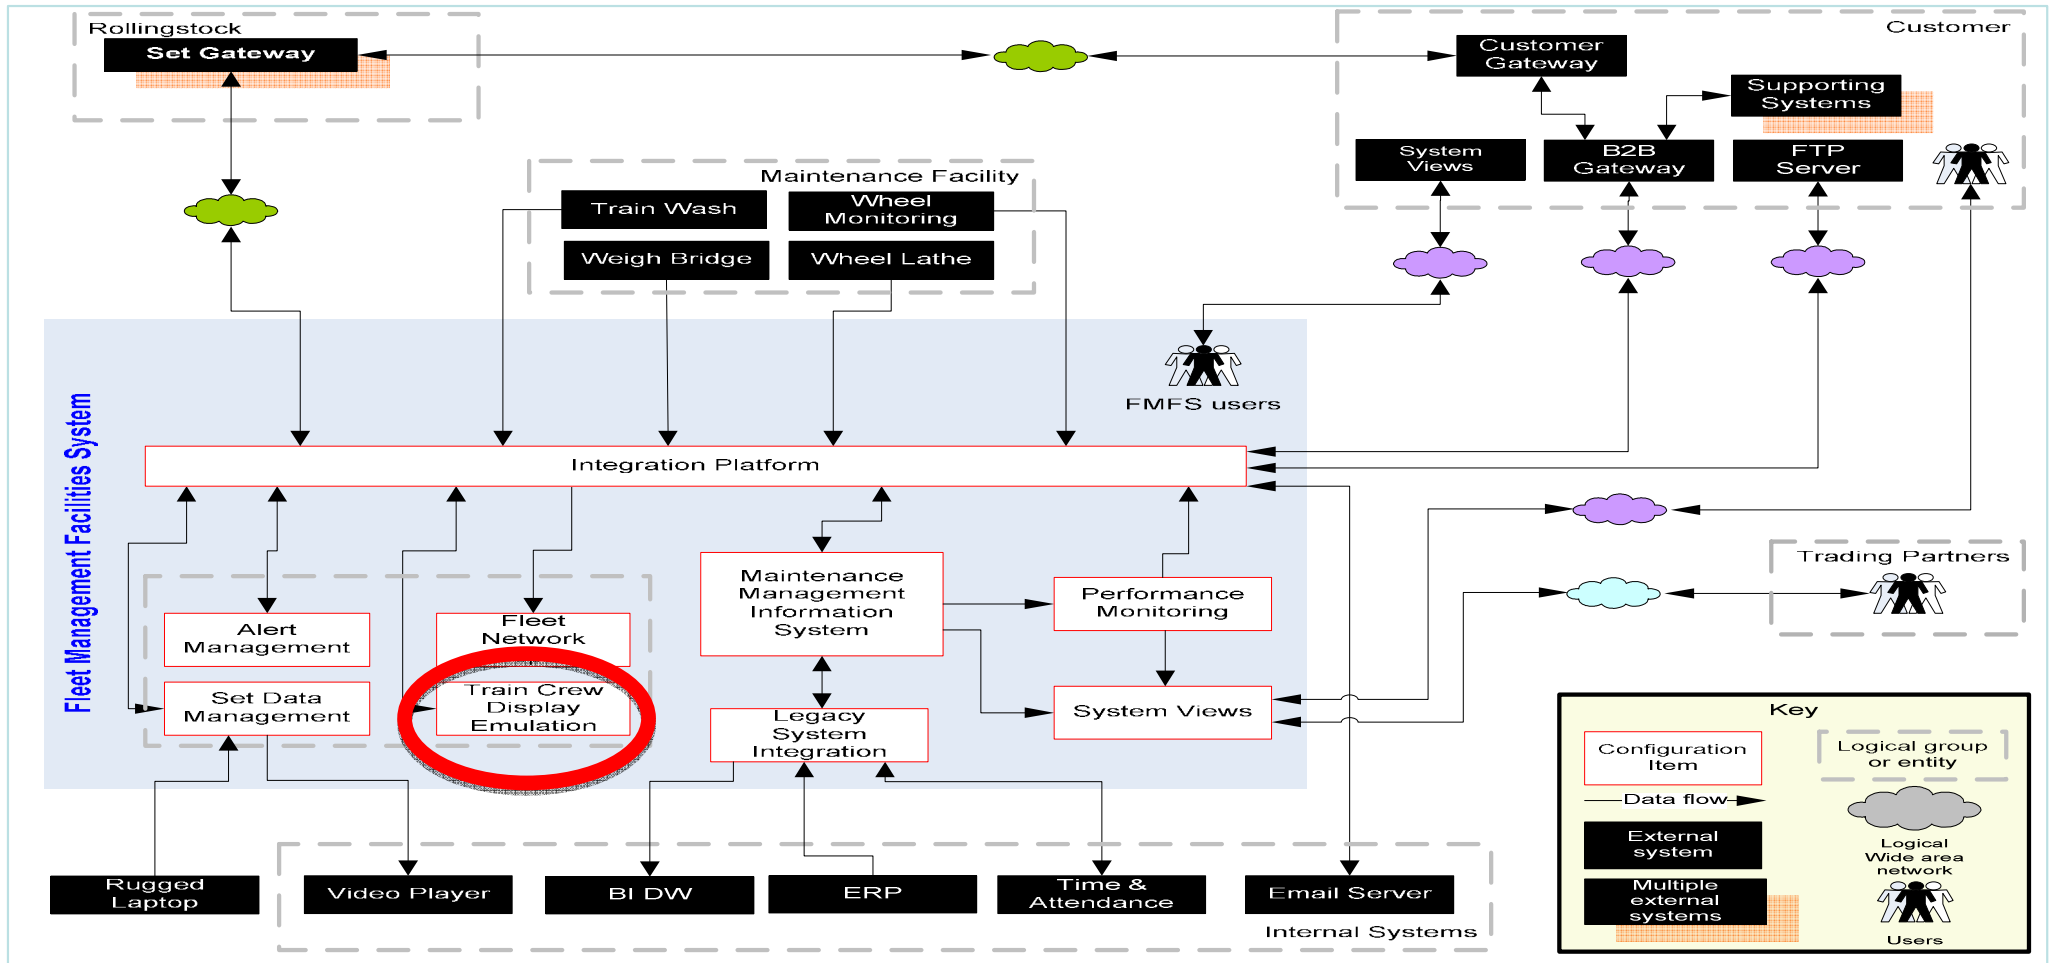 Rollingstock
Set Gateway
Customer
Customer
Gateway
Supporting
Systems
System
Views
B2B
Gateway
FTP
Server
Maintenance Facility
Train Wash
Wheel
Monitoring
Weigh Bridge
Wheel Lathe
FMFS users
Fleet Management Facilities System
Integration Platform
Trading Partners
Alert
Management
Fleet
Network
Set Data
Management
Train Crew
Display
Emulation
Maintenance
Management
Information
System
Performance
Monitoring
Legacy
System
Integration
System Views
Rugged
Laptop
Video Player
BI DW
ERP
Time &
Attendance
Email Server
Internal Systems
Key
Configuration
Item
Logical group
or entity
Data flow
External
system
Logical
Wide area
network
Multiple
external
systems
Users